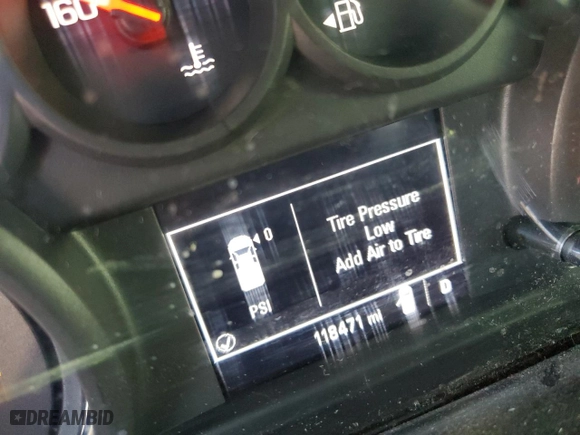 160
0
Tire Pressure
Low
Add Air to Tire
PSI
118471 mi
D
DREAMBID